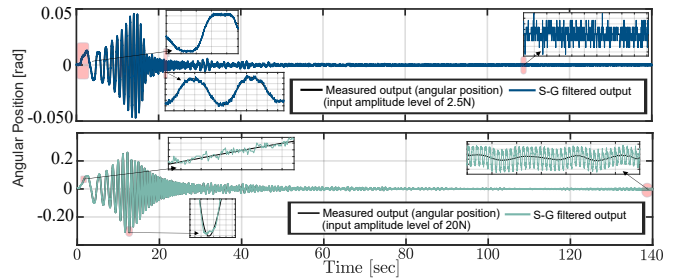 0.05
0
-0.050
Measured output (angular position)
(input amplitude level of 2.5N)
S-G filtered output
Angular Position [rad]
0.2
0
-0.20
Measured output (angular position)
(input amplitude level of 20N)
S-G filtered output
0 20 40 60 80 100 120 140
Time [sec]